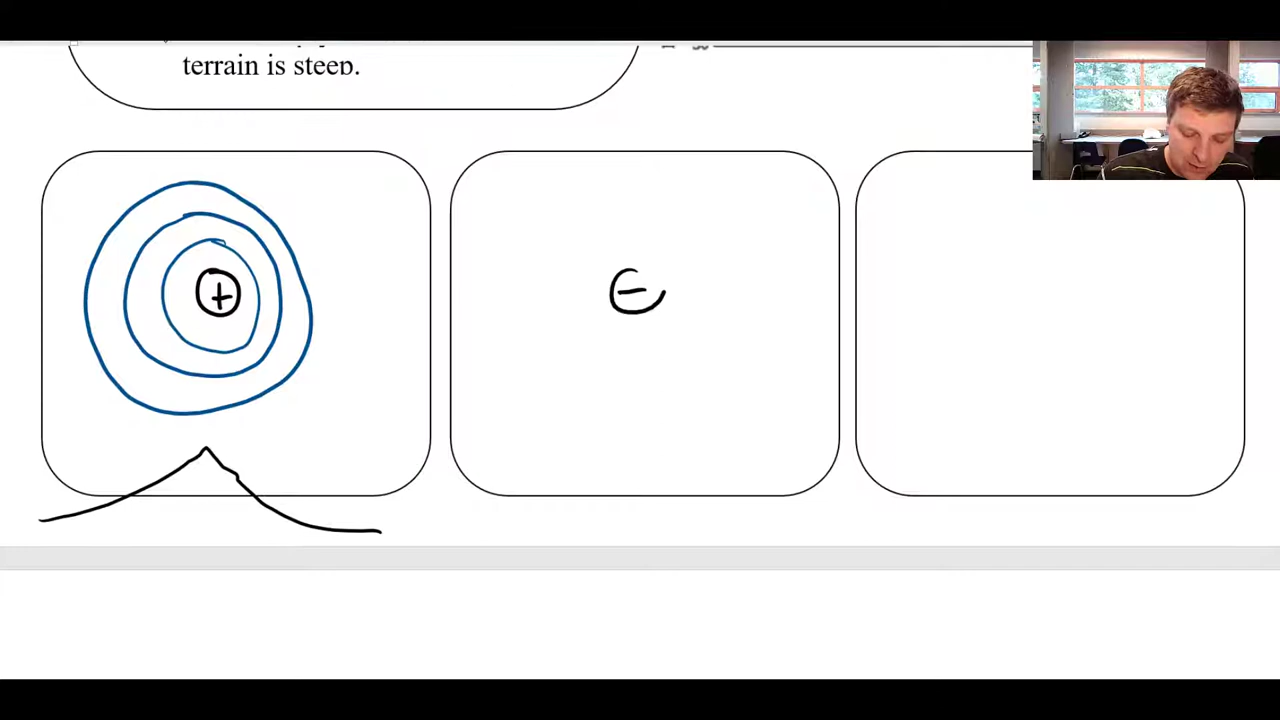 terrain is steep.
+
−